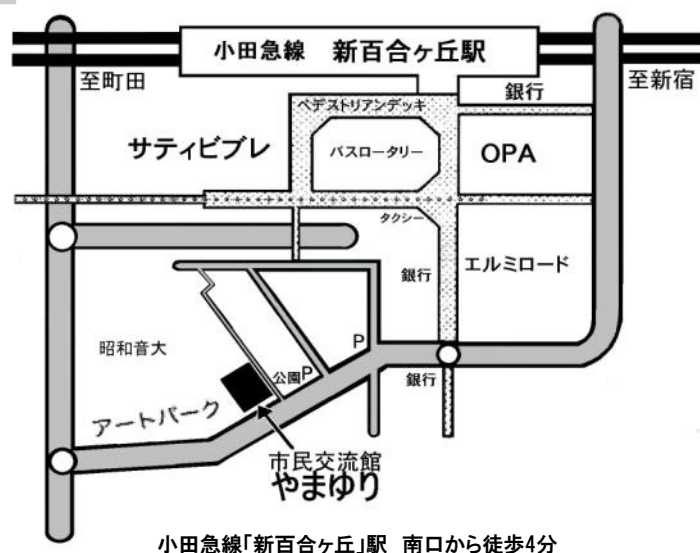 小田急線 新百合ヶ丘駅
至町田
至新宿
銀行
ペデストリアンデッキ
サティビブレ
バスロータリー
OPA
タクシー
銀行
エルミロード
昭和音大
P
公園P
銀行
アートパーク
市民交流館
やまゆり
小田急線「新百合ヶ丘」駅 南口から徒歩4分